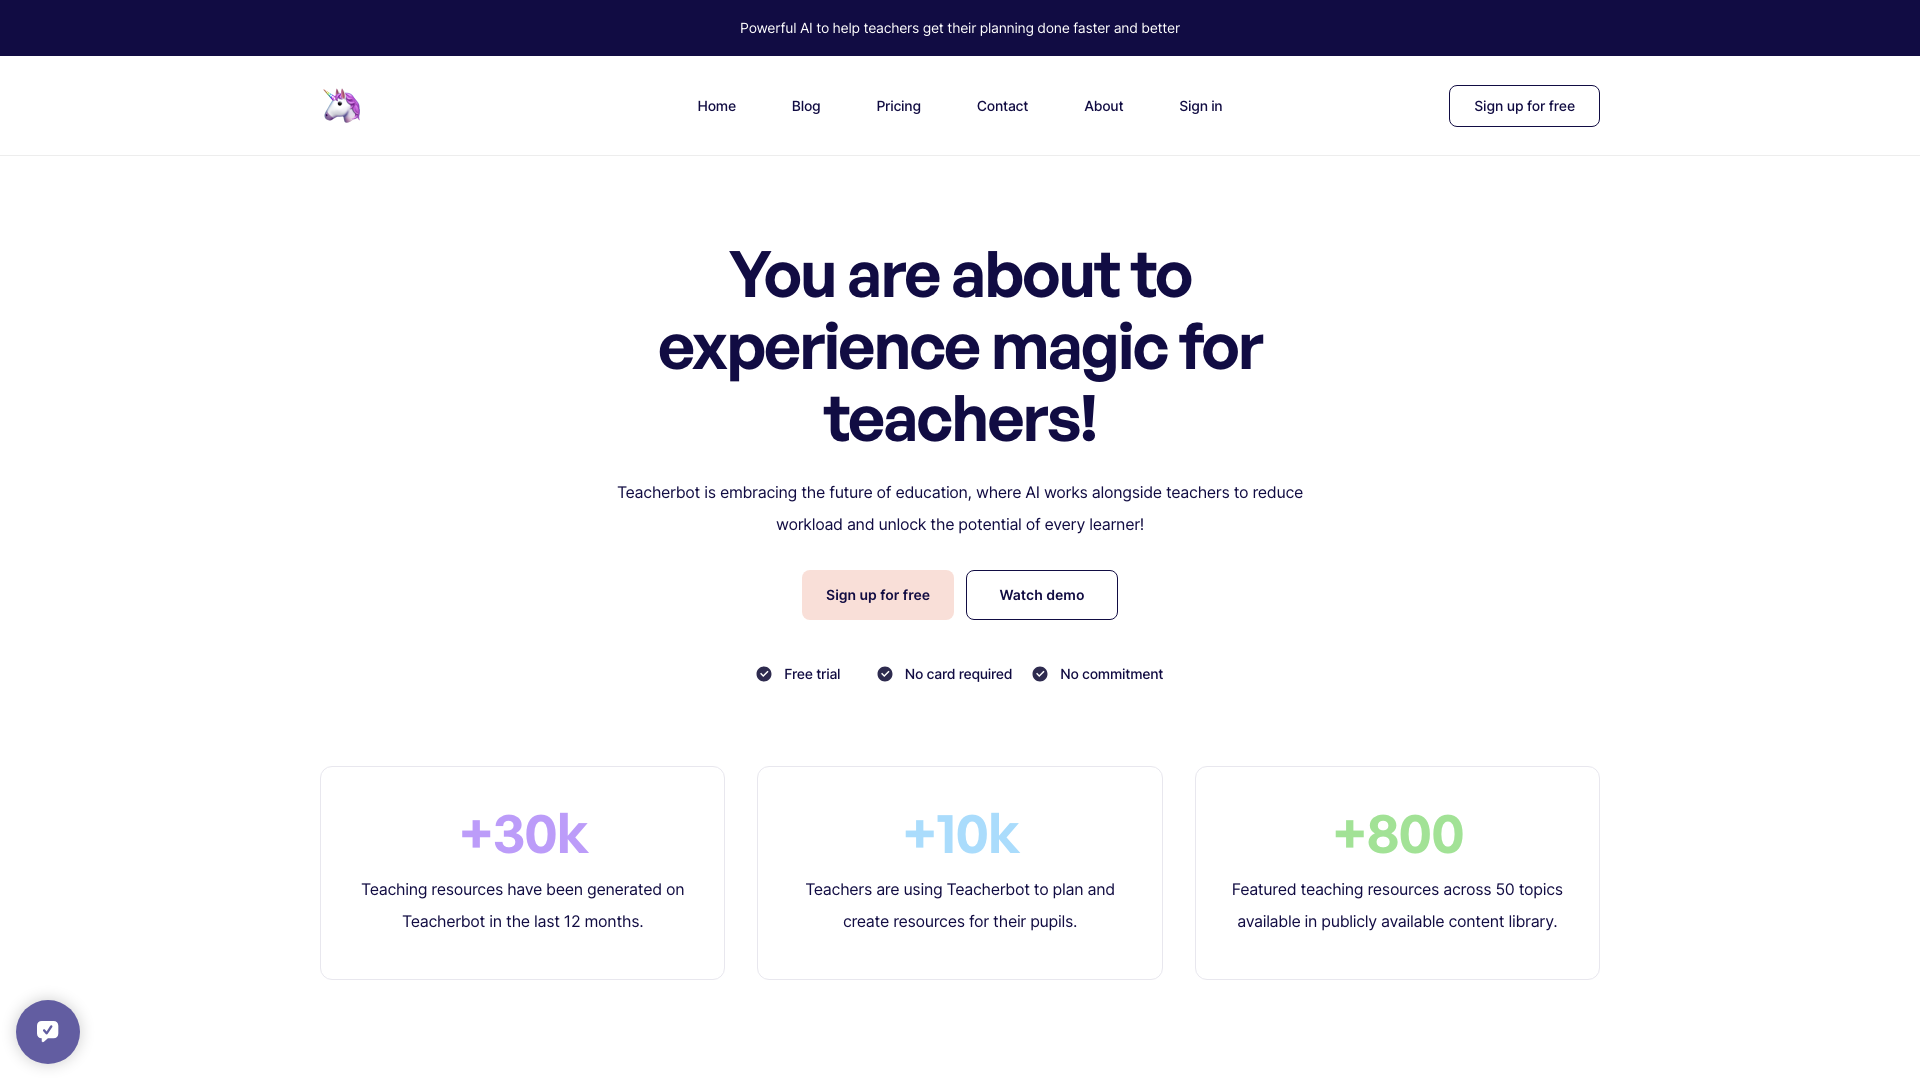 Powerful AI to help teachers get their planning done faster and better
Home
Blog
Pricing
Contact
About
Sign in
Sign up for free
You are about to
experience magic for
teachers!
Teacherbot is embracing the future of education, where AI works alongside teachers to reduce
workload and unlock the potential of every learner!
Sign up for free
Watch demo
Free trial
No card required
No commitment
+30k
Teaching resources have been generated on
Teacherbot in the last 12 months.
+10k
Teachers are using Teacherbot to plan and
create resources for their pupils.
+800
Featured teaching resources across 50 topics
available in publicly available content library.